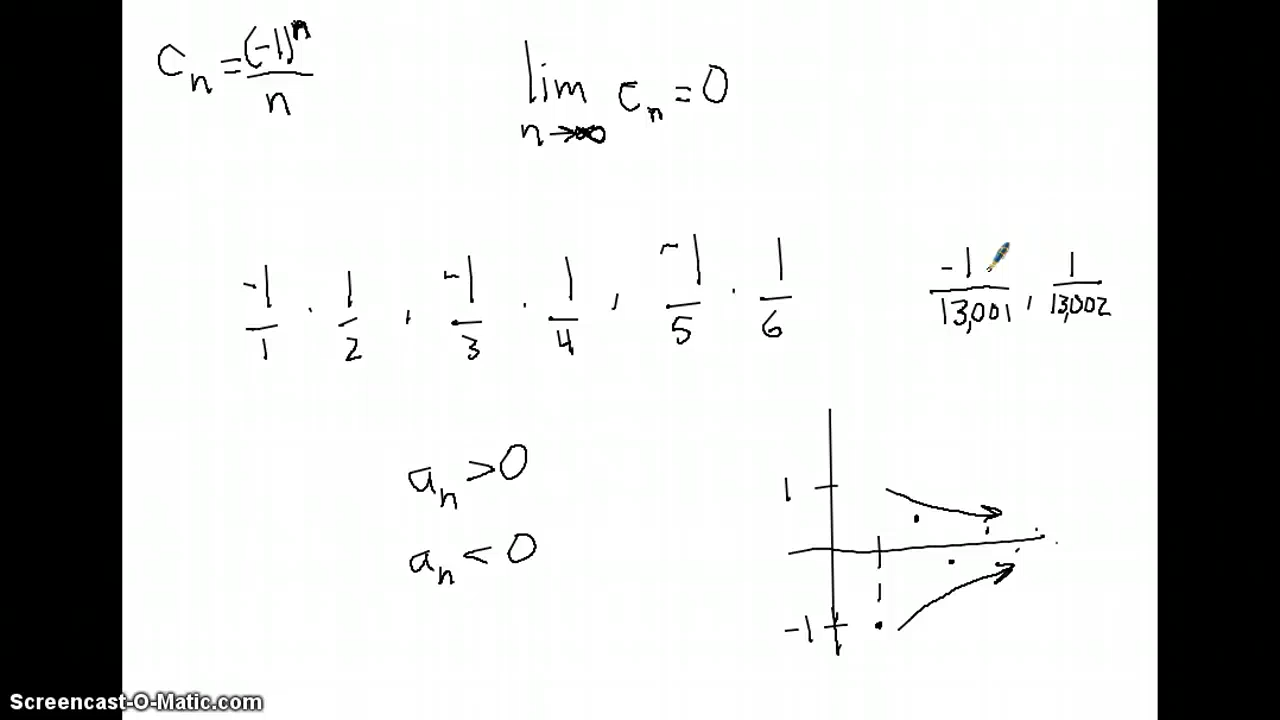 c_n = (-1)^n / n
lim n→∞ c_n = 0
-1/1 . 1/2 , -1/3 . 1/4 , -1/5 . 1/6 -1/13,001 , 1/13,002
a_n > 0
a_n < 0
1
-1
Screencast-O-Matic.com